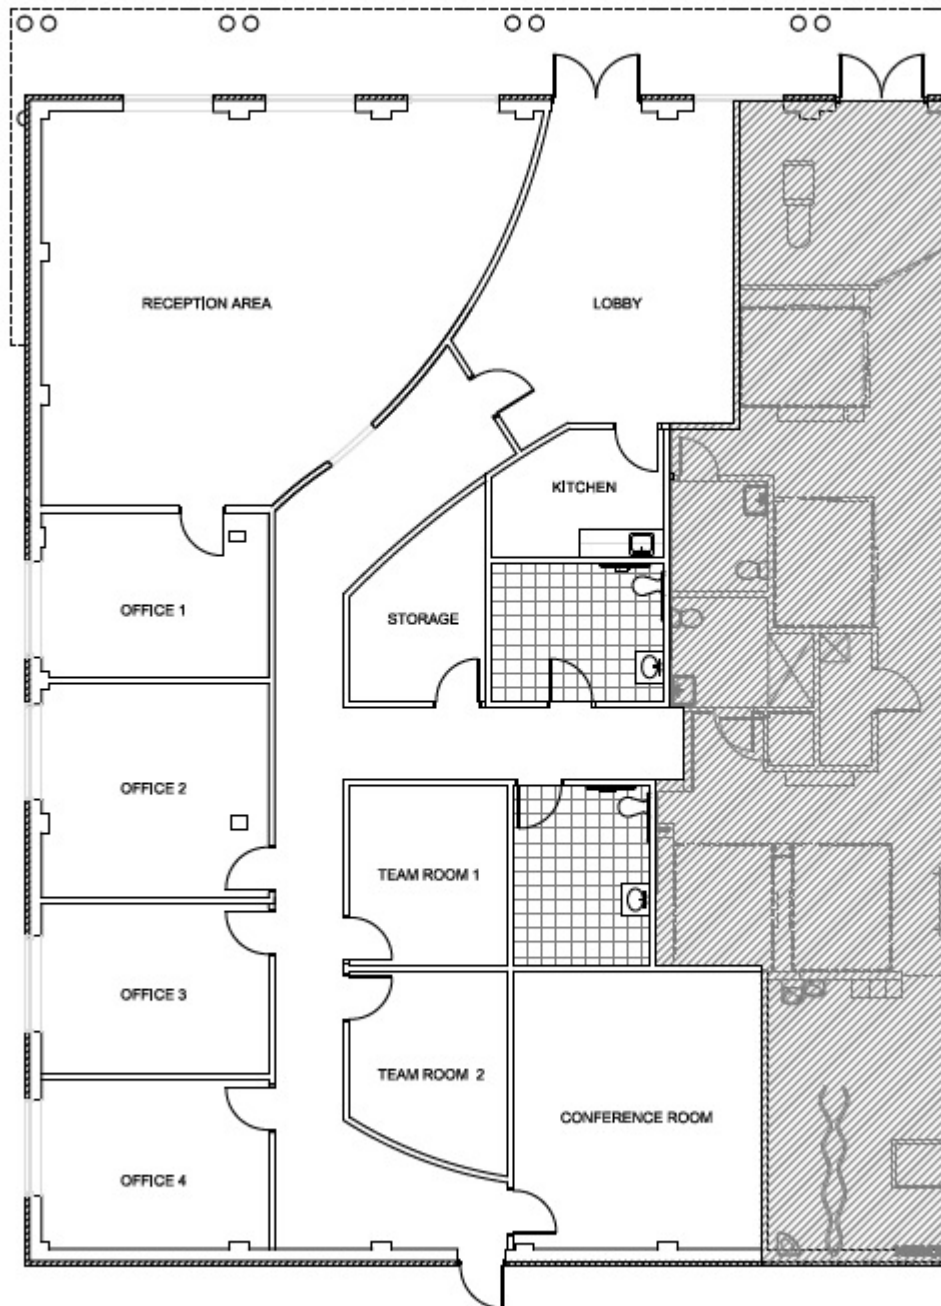 RECEPTION AREA
LOBBY
KITCHEN
OFFICE 1
STORAGE
OFFICE 2
TEAM ROOM 1
OFFICE 3
TEAM ROOM 2
CONFERENCE ROOM
OFFICE 4